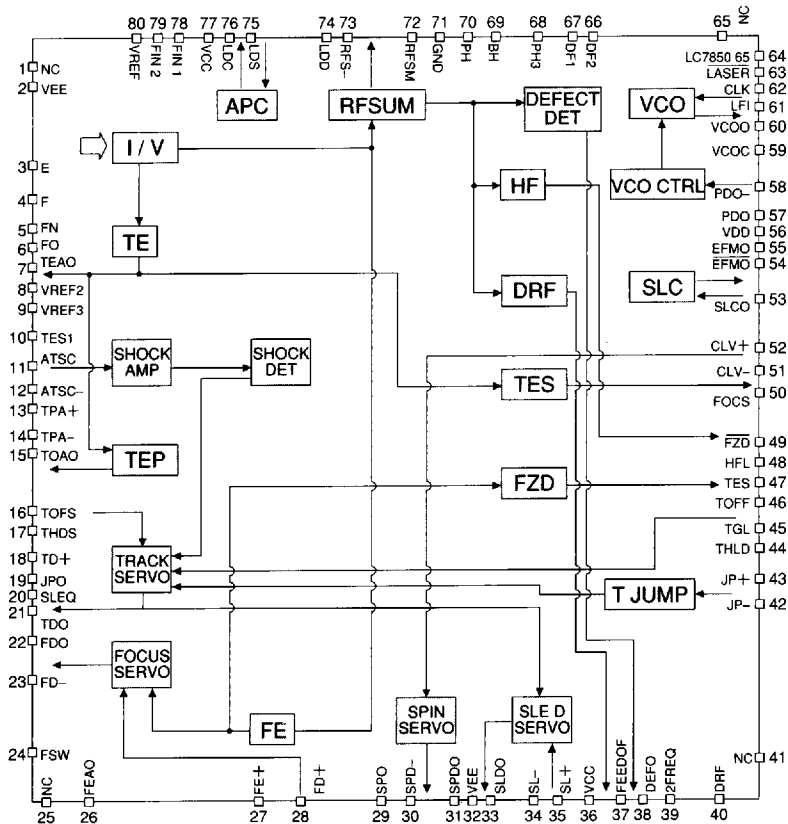 80 79 78 77 76 75 74 73 72 71 70 69 68 67 66 65 NC
VREF FIN 2 FIN 1 VCC LDC LDS LDD RFS- RFSM GND PH BH PH3 DF1 DF2
1 NC
2 VEE
3 E
4 F
5 FN
6 FO
7 TEAO
8 VREF2
9 VREF3
10 TES1
11 ATSC
12 ATSC-
13 TPA+
14 TPA-
15 TOAO
16 TOFS
17 THDS
18 TD+
19 JPO
20 SLEQ
21 TDO
22 FDO
23 FD-
24 FSW
APC
RFSUM
DEFECT
DET
VCO
I / V
HF
VCO CTRL
TE
DRF
SLC
SHOCK
AMP
SHOCK
DET
TES
TEP
FZD
TRACK
SERVO
T JUMP
FOCUS
SERVO
FE
SPIN
SERVO
SLE D
SERVO
LC7850 65 64
LASER 63
CLK 62
LFI 61
VCOO 60
VCOC 59
PDO- 58
PDO 57
VDD 56
EFMO 55
EFMO 54
SLCO 53
CLV+ 52
CLV- 51
FOCS 50
FZD 49
HFL 48
TES 47
TOFF 46
TGL 45
THLD 44
JP+ 43
JP- 42
NC 41
NC FEAO FE+ FD+ SPO SPD- SPDO VEE SLDO SL- SL+ VCC FEEDOF DEFO 2FREQ DRF
25 26 27 28 29 30 31 32 33 34 35 36 37 38 39 40